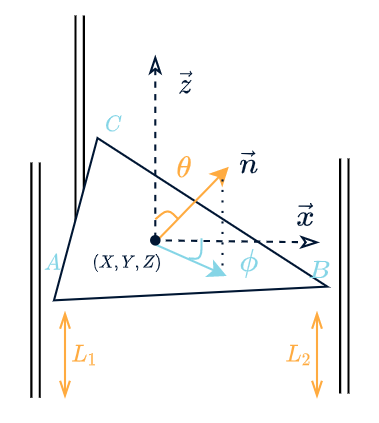 C
z⃗
θ
n⃗
x⃗
A
(X, Y, Z)
ϕ
B
L₁
L₂